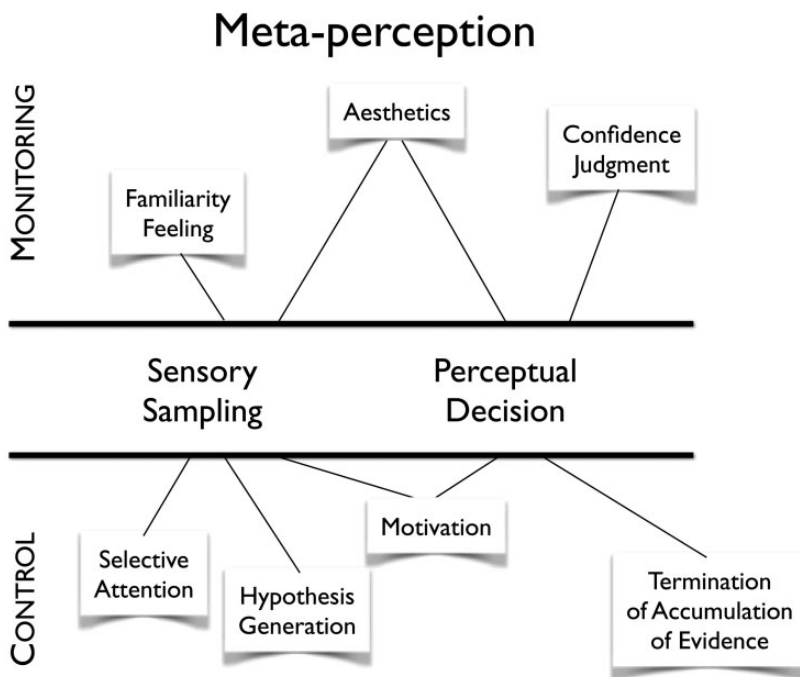 Meta-perception
MONITORING
Aesthetics
Confidence
Judgment
Familiarity
Feeling
Sensory
Sampling
Perceptual
Decision
CONTROL
Motivation
Selective
Attention
Hypothesis
Generation
Termination
of Accumulation
of Evidence